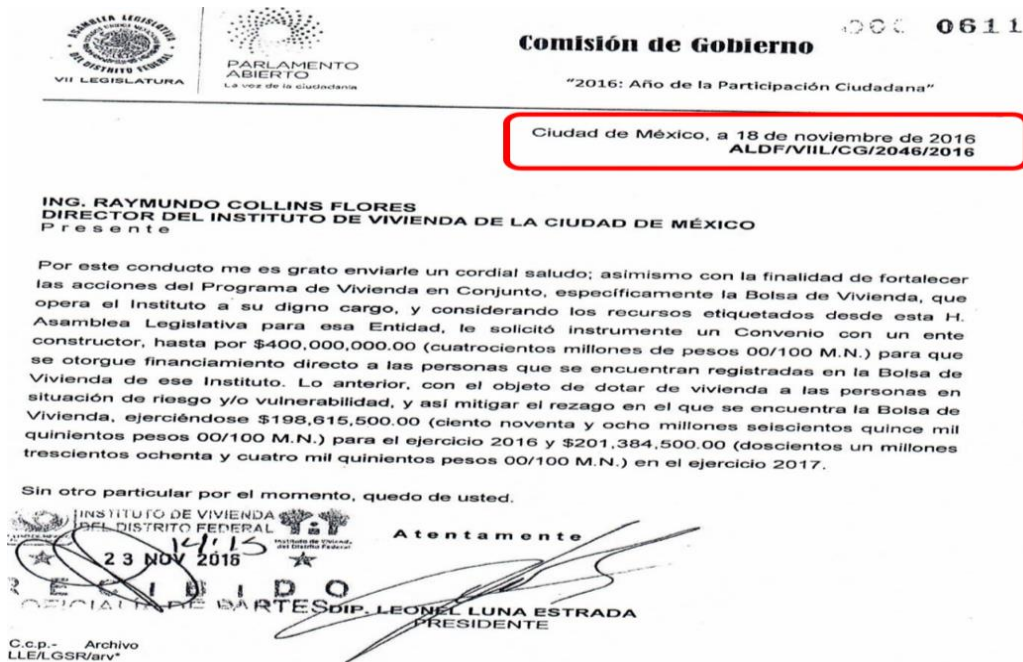 ASAMBLEA LEGISLATIVA
DEL DISTRITO FEDERAL
VII LEGISLATURA
PARLAMENTO
ABIERTO
La voz de la ciudadanía
0611
Comisión de Gobierno
"2016: Año de la Participación Ciudadana"
Ciudad de México, a 18 de noviembre de 2016
ALDF/VIIL/CG/2046/2016
ING. RAYMUNDO COLLINS FLORES
DIRECTOR DEL INSTITUTO DE VIVIENDA DE LA CIUDAD DE MÉXICO
Presente
Por este conducto me es grato enviarle un cordial saludo; asimismo con la finalidad de fortalecer
las acciones del Programa de Vivienda en Conjunto, específicamente la Bolsa de Vivienda, que
opera el Instituto a su digno cargo, y considerando los recursos etiquetados desde esta H.
Asamblea Legislativa para esa Entidad, le solicitó instrumente un Convenio con un ente
constructor, hasta por $400,000,000.00 (cuatrocientos millones de pesos 00/100 M.N.) para que
se otorgue financiamiento directo a las personas que se encuentran registradas en la Bolsa de
Vivienda de ese Instituto. Lo anterior, con el objeto de dotar de vivienda a las personas en
situación de riesgo y/o vulnerabilidad, y así mitigar el rezago en el que se encuentra la Bolsa de
Vivienda, ejerciéndose $198,615,500.00 (ciento noventa y ocho millones seiscientos quince mil
quinientos pesos 00/100 M.N.) para el ejercicio 2016 y $201,384,500.00 (doscientos un millones
trescientos ochenta y cuatro mil quinientos pesos 00/100 M.N.) en el ejercicio 2017.
Sin otro particular por el momento, quedo de usted.
INSTITUTO DE VIVIENDA
DEL DISTRITO FEDERAL
Instituto de Vivienda
del Distrito Federal
14:15
23 NOV 2016
RECIBIDO
OFICIALIA DE PARTES
Atentamente
DIP. LEONEL LUNA ESTRADA
PRESIDENTE
C.c.p.- Archivo
LLE/LGSR/arv*